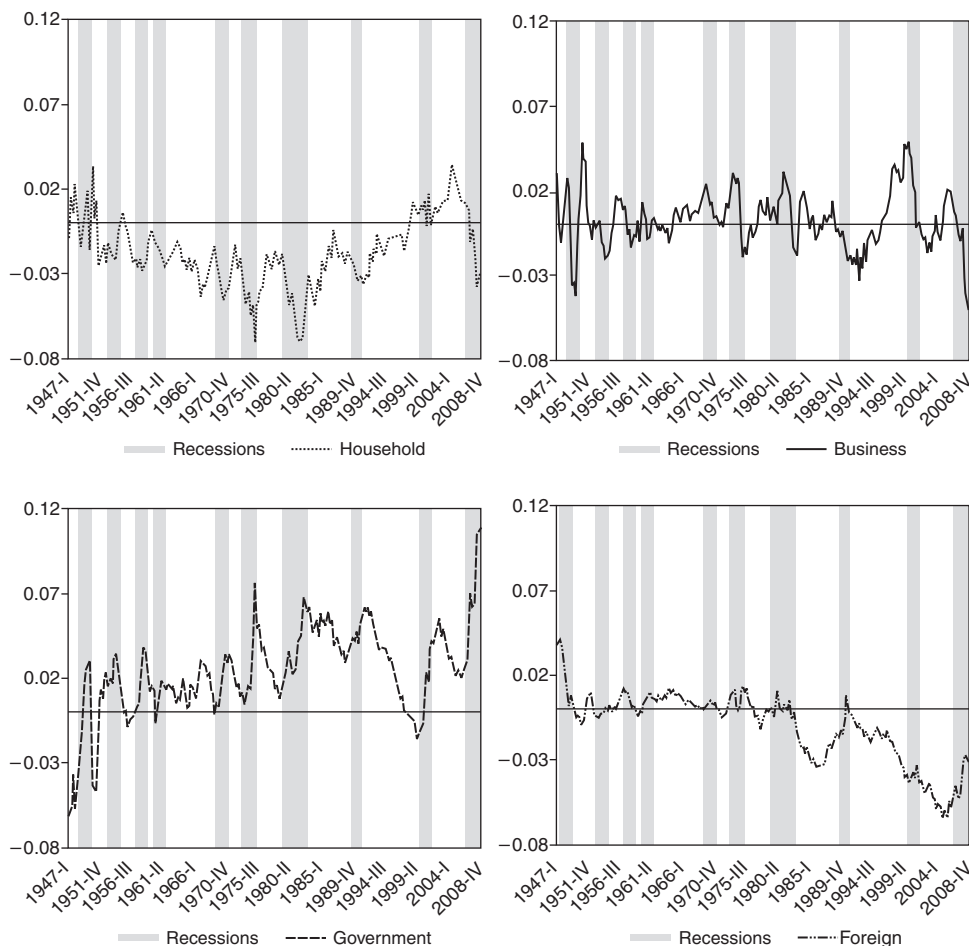 0.12
0.07
0.02
−0.03
−0.08
1947-I
1951-IV
1956-III
1961-II
1966-I
1970-IV
1975-III
1980-II
1985-I
1989-IV
1994-III
1999-II
2004-I
2008-IV
Recessions Household
0.12
0.07
0.02
−0.03
−0.08
1947-I
1951-IV
1956-III
1961-II
1966-I
1970-IV
1975-III
1980-II
1985-I
1989-IV
1994-III
1999-II
2004-I
2008-IV
Recessions Business
0.12
0.07
0.02
−0.03
−0.08
1947-I
1951-IV
1956-III
1961-II
1966-I
1970-IV
1975-III
1980-II
1985-I
1989-IV
1994-III
1999-II
2004-I
2008-IV
Recessions Government
0.12
0.07
0.02
−0.03
−0.08
1947-I
1951-IV
1956-III
1961-II
1966-I
1970-IV
1975-III
1980-II
1985-I
1989-IV
1994-III
1999-II
2004-I
2008-IV
Recessions Foreign